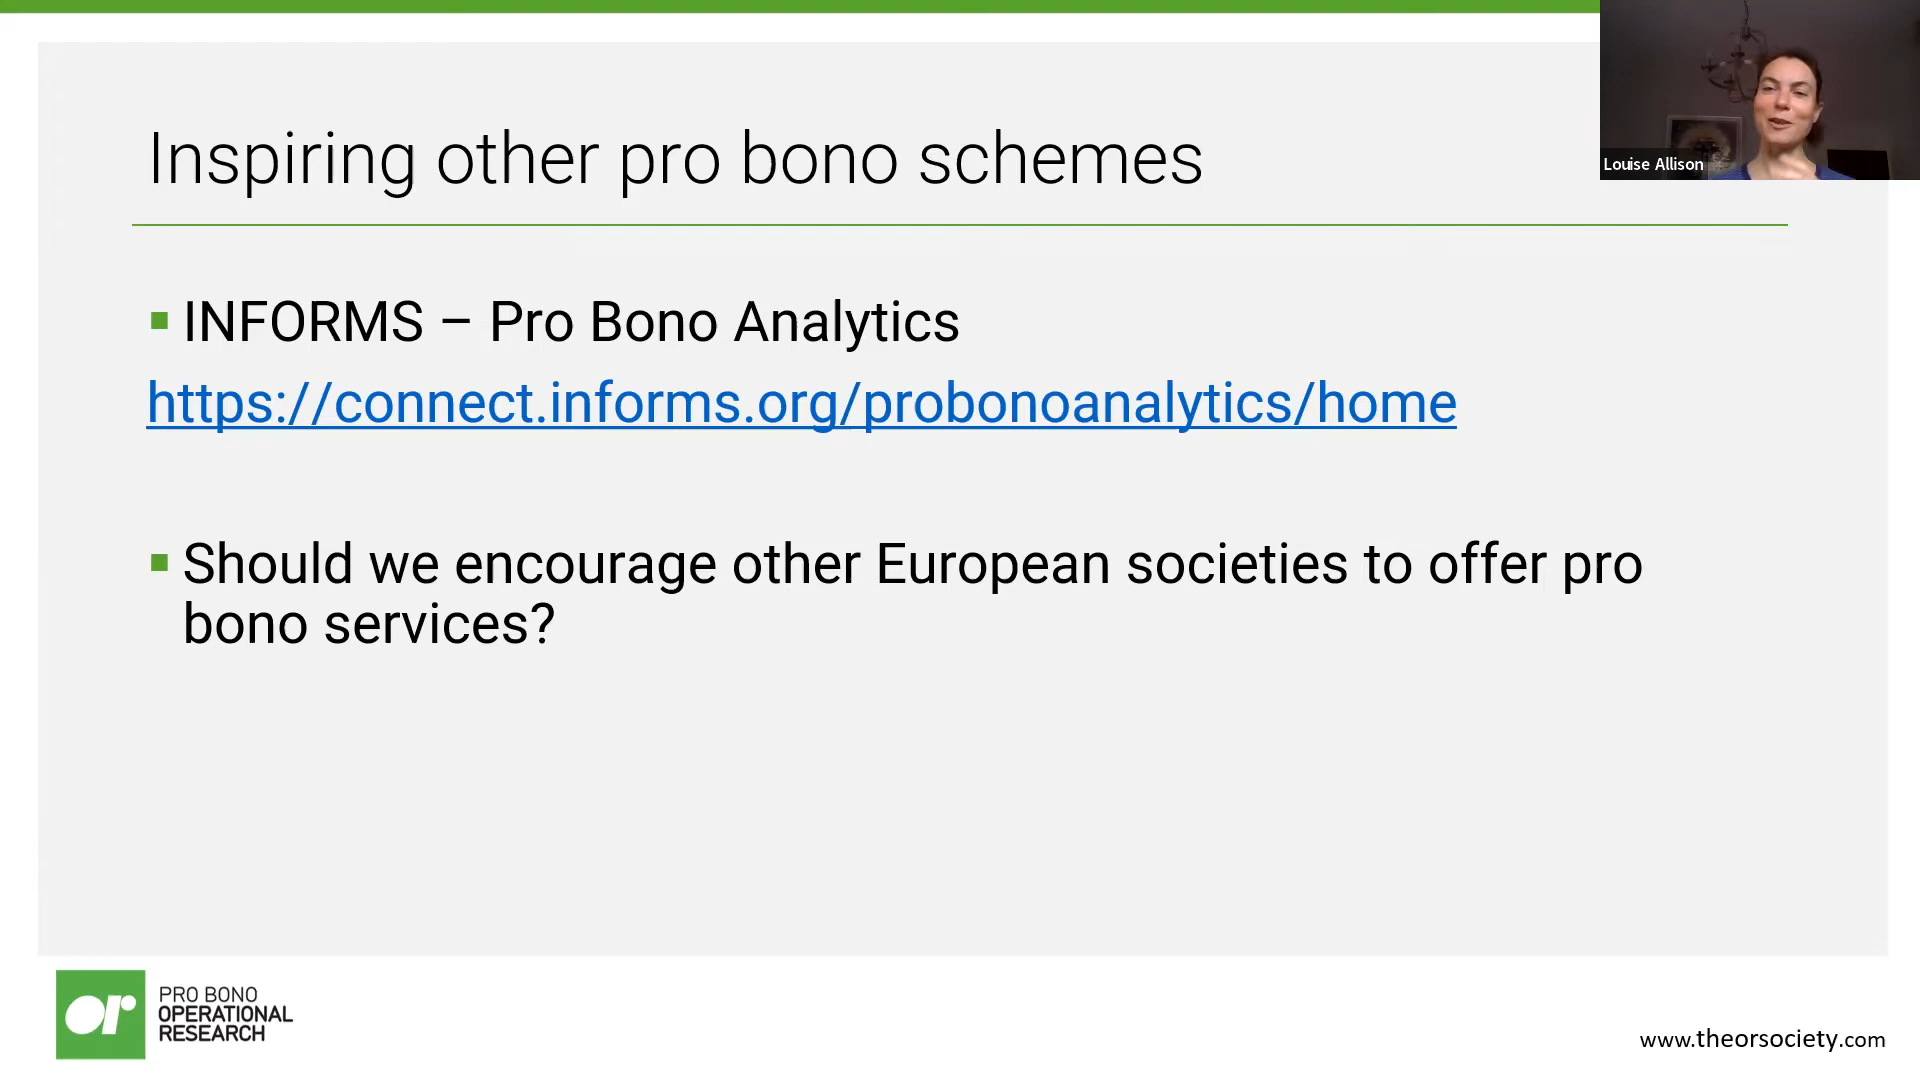 Inspiring other pro bono schemes
Louise Allison
▪ INFORMS – Pro Bono Analytics
https://connect.informs.org/probonoanalytics/home
▪ Should we encourage other European societies to offer pro
bono services?
or
PRO BONO
OPERATIONAL
RESEARCH
www.theorsociety.com